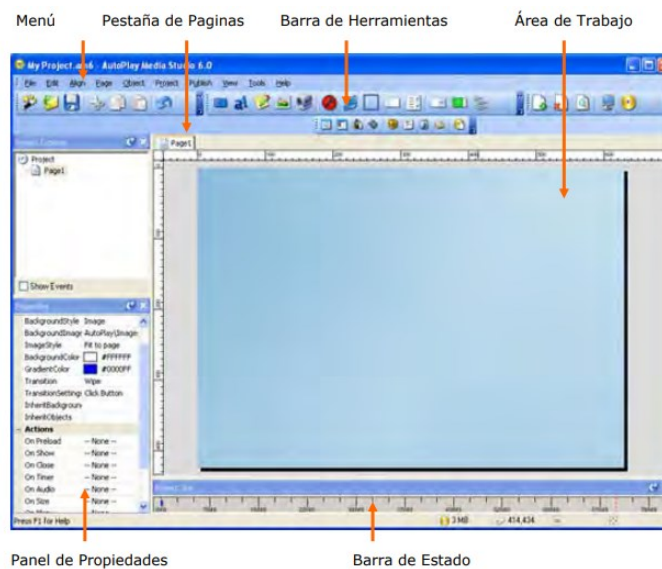 Menú Pestaña de Paginas Barra de Herramientas Área de Trabajo
My Project.am6 - AutoPlay Media Studio 6.0
File Edit Align Page Object Project Publish View Tools Help
Page1
Project
Page1
Show Events
BackgroundStyle Image
BackgroundImage AutoPlay\Image
ImageStyle Fit to page
BackgroundColor #FFFFFF
GradientColor #0000FF
Transition Wipe
TransitionSetting Click Button
InheritBackgroun
InheritObjects
Actions
On Preload -- None --
On Show -- None --
On Close -- None --
On Timer -- None --
On Audio -- None --
On Size -- None --
Press F1 for Help 3 MB 414,434
Panel de Propiedades Barra de Estado